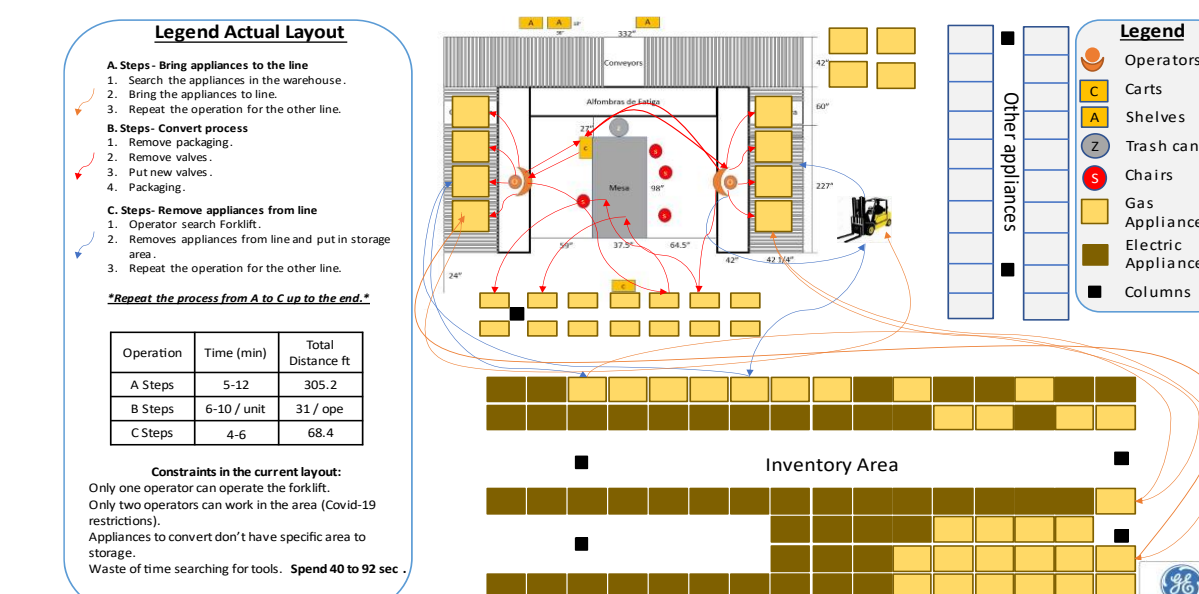 Legend Actual Layout
A. Steps- Bring appliances to the line
1. Search the appliances in the warehouse.
2. Bring the appliances to line.
3. Repeat the operation for the other line.
B. Steps- Convert process
1. Remove packaging.
2. Remove valves.
3. Put new valves.
4. Packaging.
C. Steps- Remove appliances from line
1. Operator search Forklift.
2. Removes appliances from line and put in storage
area.
3. Repeat the operation for the other line.
*Repeat the process from A to C up to the end.*
Operation Time (min) Total Distance ft
A Steps 5-12 305.2
B Steps 6-10 / unit 31 / ope
C Steps 4-6 68.4
Constraints in the current layout:
Only one operator can operate the forklift.
Only two operators can work in the area (Covid-19
restrictions).
Appliances to convert don't have specific area to
storage.
Waste of time searching for tools. Spend 40 to 92 sec .
A A A
332"
Conveyors
42"
Alfombras de Fatiga
60"
27"
C
Z
S
S
O
Mesa
98"
O
227"
S
S
59" 37.5" 64.5"
42" 42 1/4"
24"
C
Other appliances
Inventory Area
Legend
Operators
C Carts
A Shelves
Z Trash can
S Chairs
Gas
Appliance
Electric
Appliance
Columns